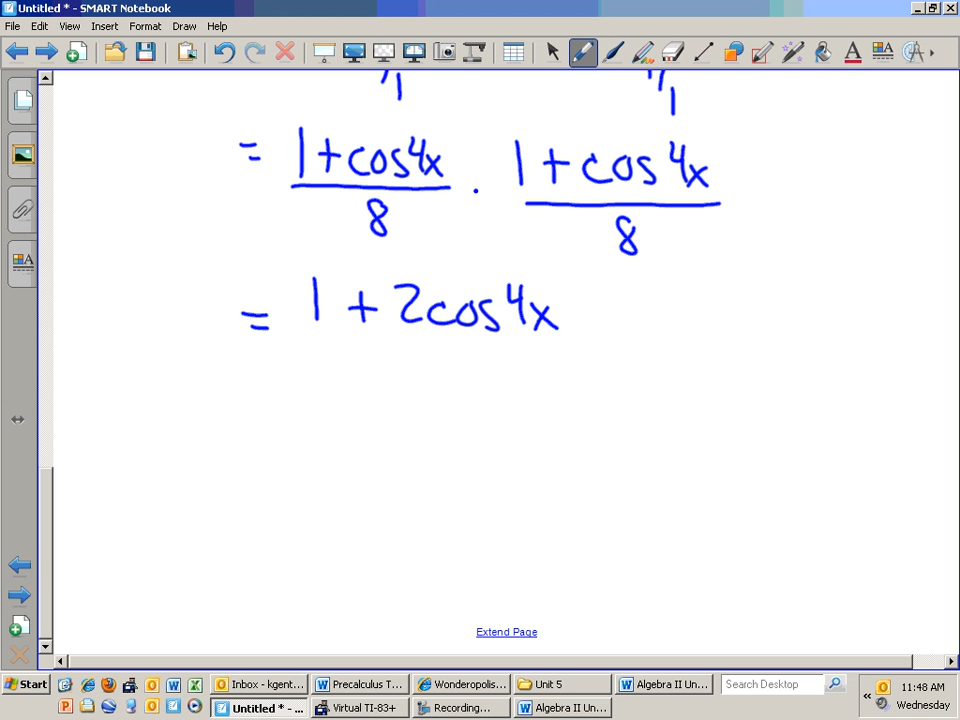 Untitled * - SMART Notebook
File Edit View Insert Format Draw Help
= 1+cos4x / 8 · 1+cos4x / 8
= 1 + 2cos4x
Extend Page
Start Inbox - kgent... Precalculus T... Wonderopolis... Unit 5 Algebra II Un... Search Desktop 11:48 AM
Untitled * - ... Virtual TI-83+ Recording... Algebra II Un... Wednesday